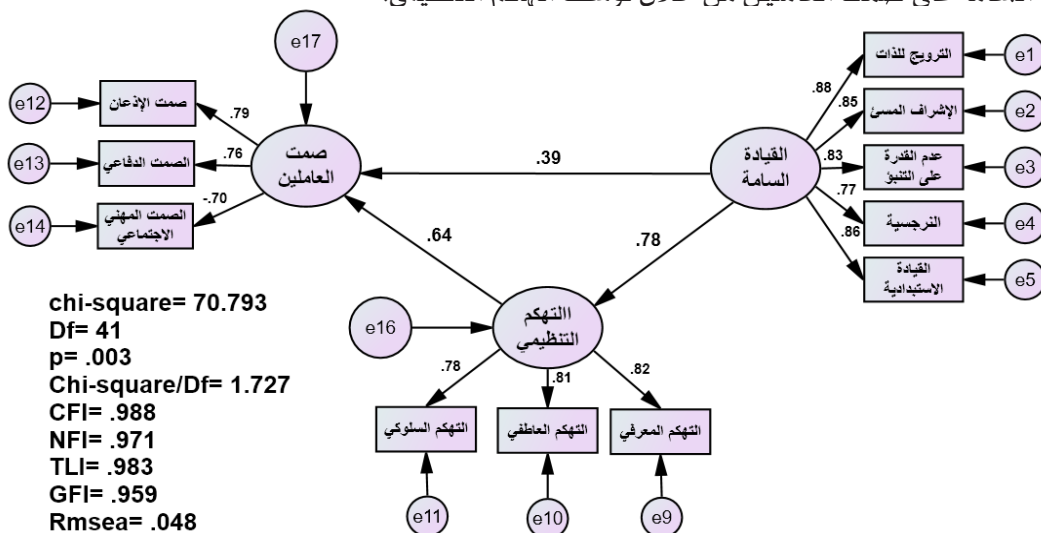 e17
e12
صمت الإذعان
.79
e13
الصمت الدفاعي
.76
e14
الصمت المهني
الاجتماعي
-.70
صمت
العاملين
.39
القيادة
السامة
.88
الترويج للذات
e1
.85
الإشراف المسئ
e2
.83
عدم القدرة
على التنبؤ
e3
.77
النرجسية
e4
.86
القيادة
الاستبدادية
e5
.64
.78
e16
االتهكم
التنظيمي
.78
.81
.82
التهكم السلوكي
التهكم العاطفي
التهكم المعرفي
e11
e10
e9
chi-square= 70.793
Df= 41
p= .003
Chi-square/Df= 1.727
CFI= .988
NFI= .971
TLI= .983
GFI= .959
Rmsea= .048